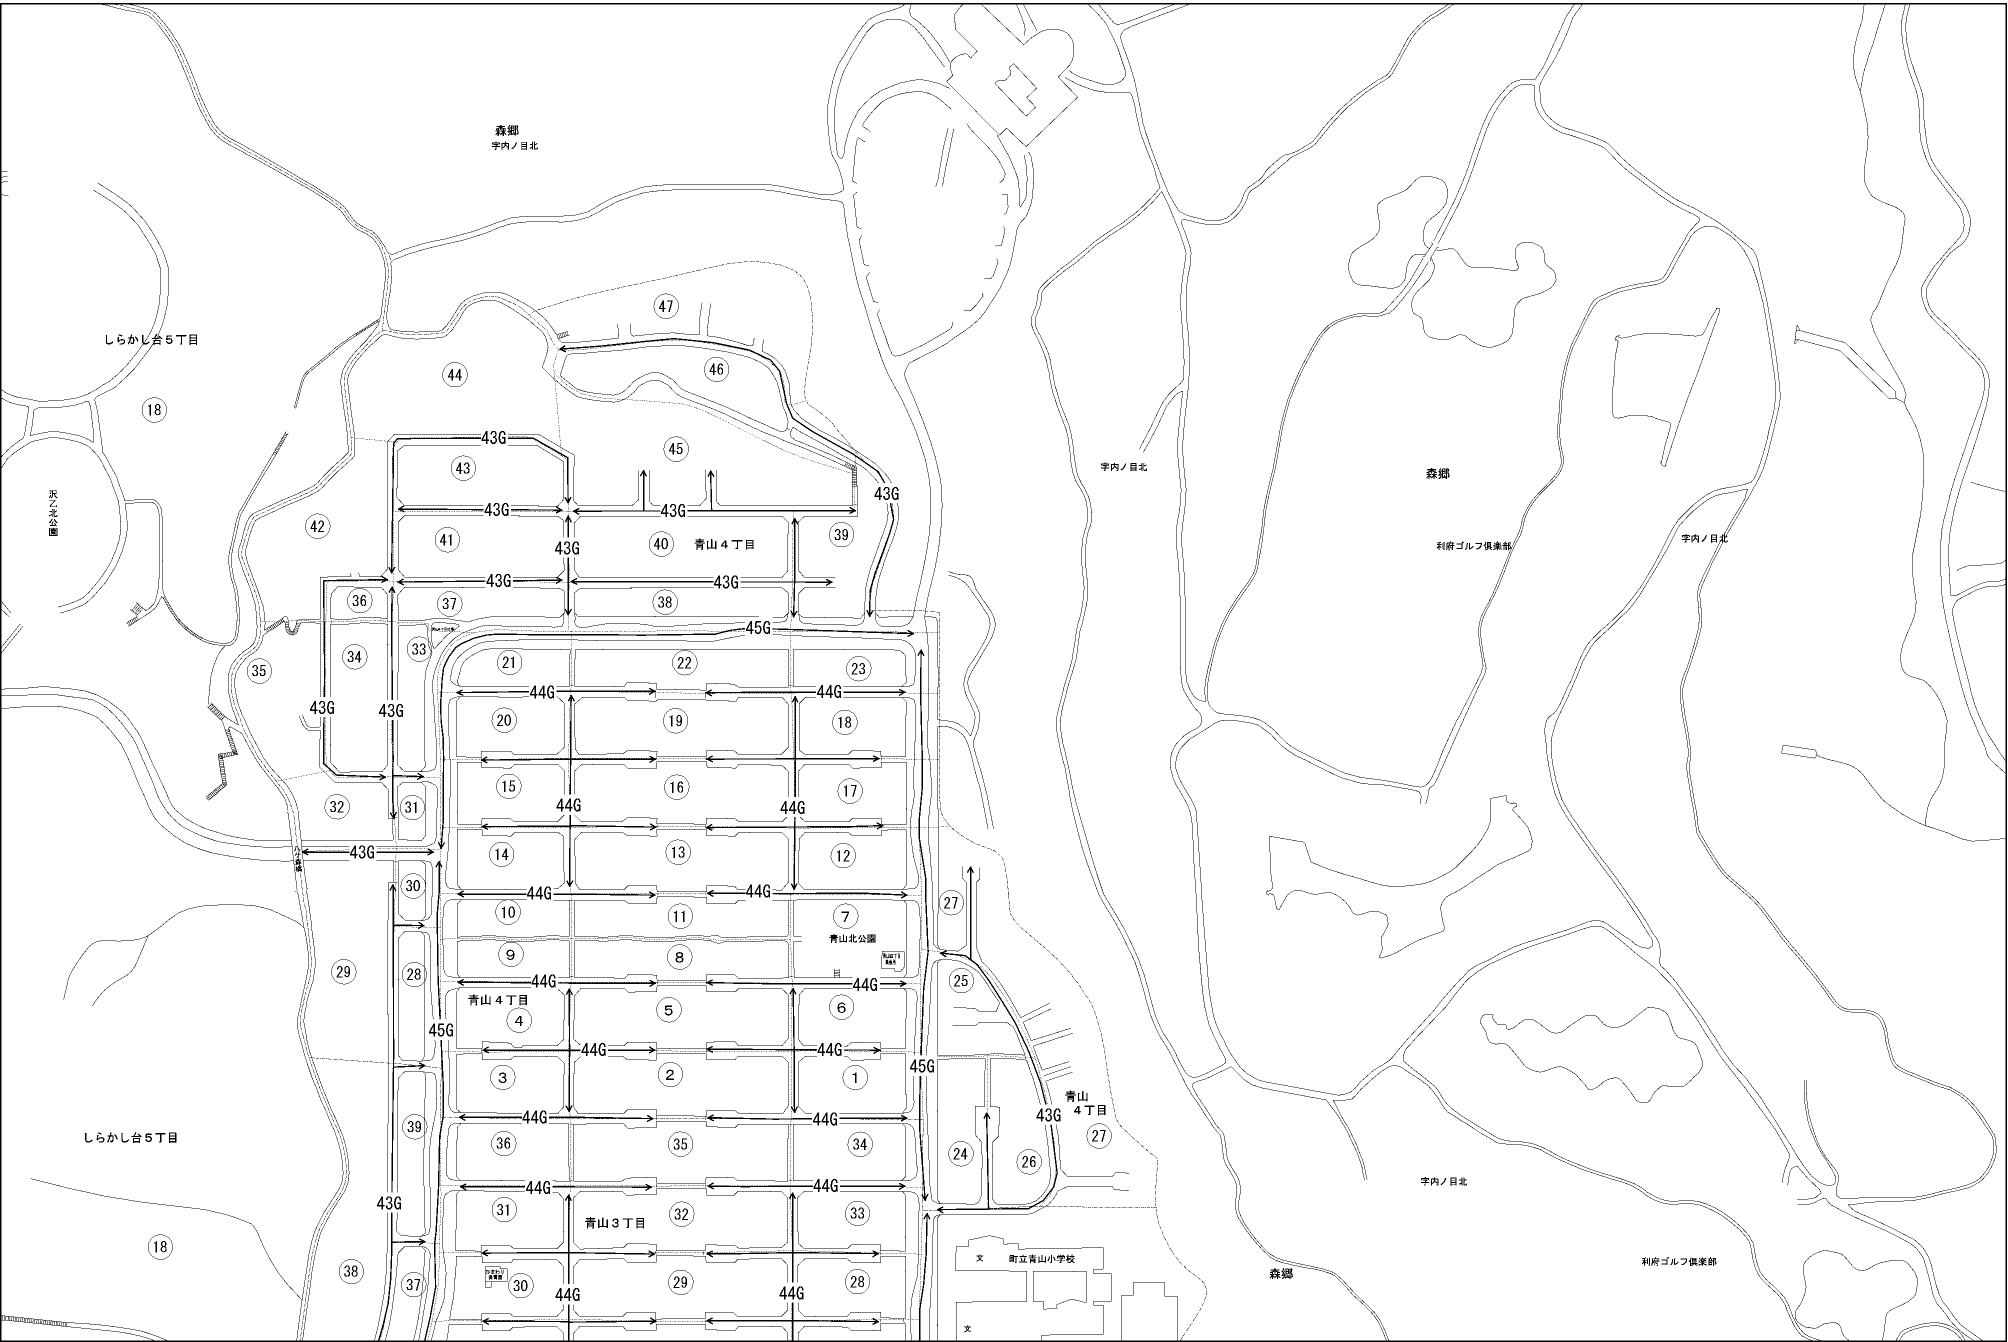 森郷
字内ノ目北
47
しらかし台５丁目
46
44
18
43G
45
43
字内ノ目北
森郷
沢乙北公園
43G
43G
43G
42
39
41
43G
40
青山４丁目
利府ゴルフ倶楽部
字内ノ目北
43G
43G
36
37
38
45G
33
34
21
22
23
35
44G
44G
43G
43G
20
19
18
15
16
17
32
31
44G
44G
43G
14
13
12
30
44G
44G
27
10
11
7
青山北公園
9
8
29
28
44G
44G
25
青山４丁目
4
5
6
45G
44G
44G
45G
3
2
1
青山
４丁目
43G
44G
44G
39
27
しらかし台５丁目
36
35
34
24
26
44G
44G
字内ノ目北
43G
31
32
33
青山３丁目
18
文
町立青山小学校
利府ゴルフ倶楽部
38
森郷
37
30
29
28
44G
44G
文